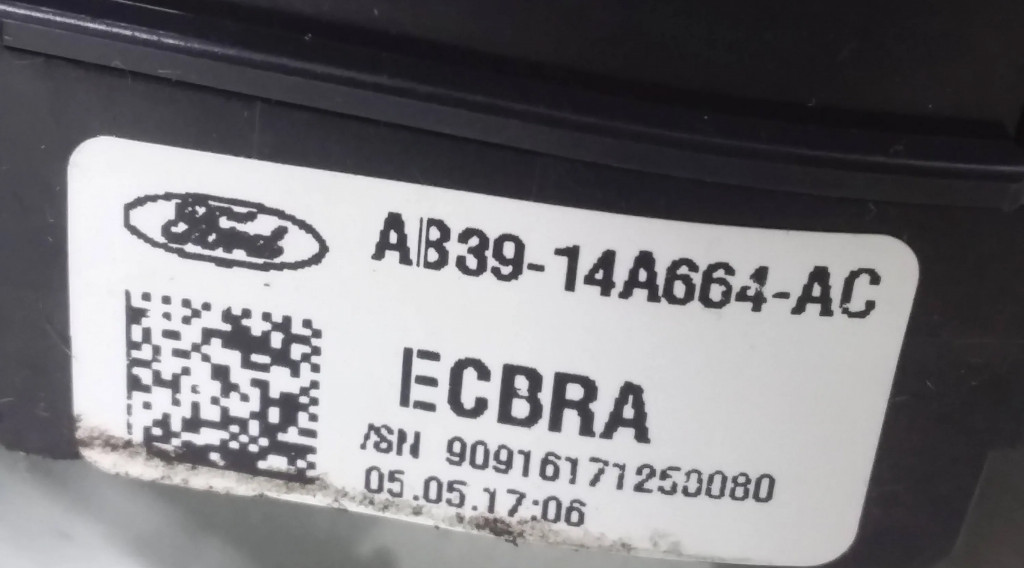 Ford
AB39-14A664-AC
ECBRA
/SN 90916171250080
05.05.17:06